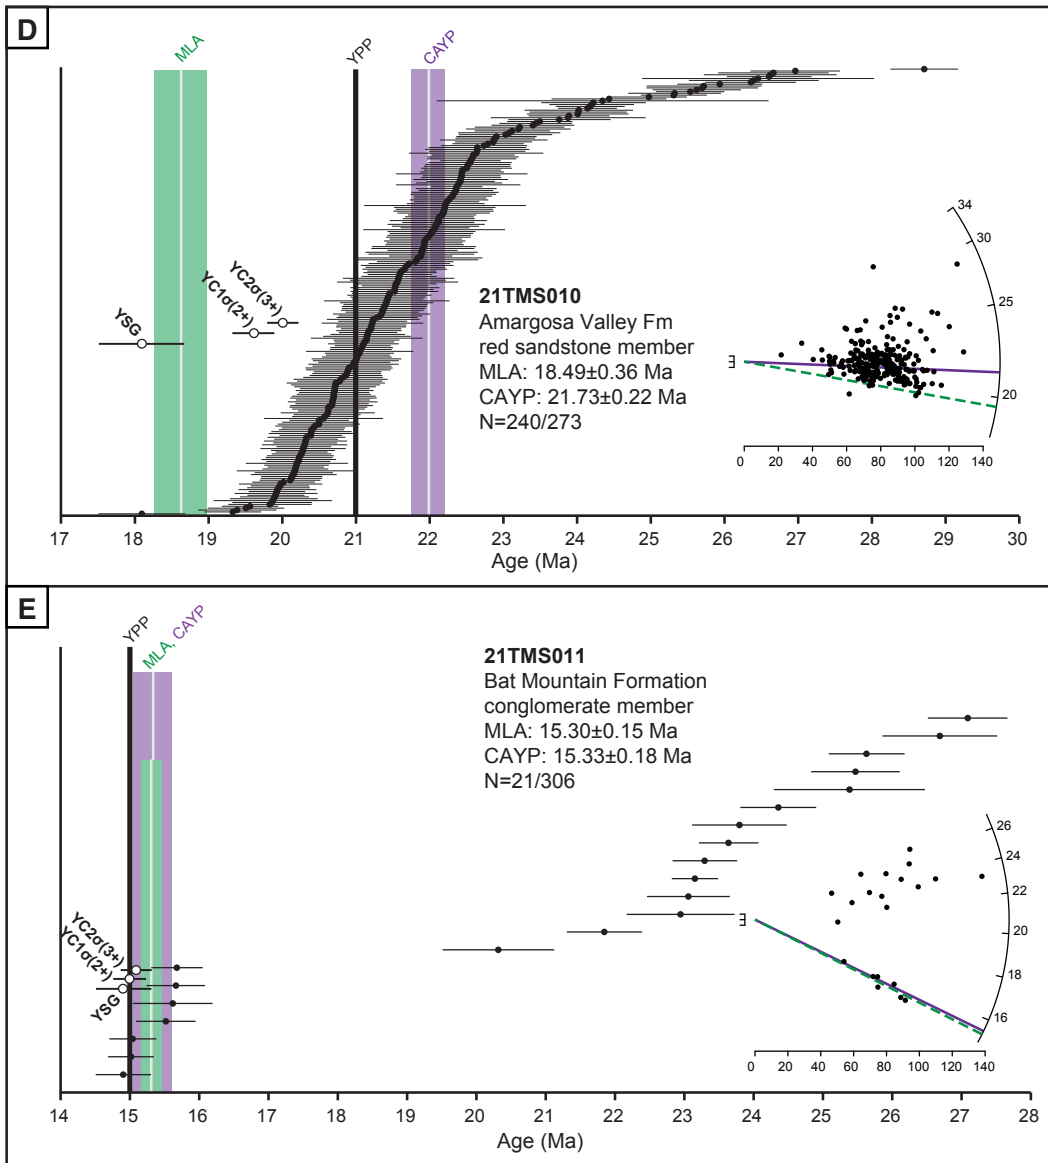 D
MLA
YPP
CAYP
YSG
YC1σ(2+)
YC2σ(3+)
21TMS010
Amargosa Valley Fm
red sandstone member
MLA: 18.49±0.36 Ma
CAYP: 21.73±0.22 Ma
N=240/273
34
30
25
20
0 20 40 60 80 100 120 140
17 18 19 20 21 22 23 24 25 26 27 28 29 30
Age (Ma)
E
YPP
MLA, CAYP
YC2σ(3+)
YC1σ(2+)
YSG
21TMS011
Bat Mountain Formation
conglomerate member
MLA: 15.30±0.15 Ma
CAYP: 15.33±0.18 Ma
N=21/306
26
24
22
20
18
16
0 20 40 60 80 100 120 140
14 15 16 17 18 19 20 21 22 23 24 25 26 27 28
Age (Ma)